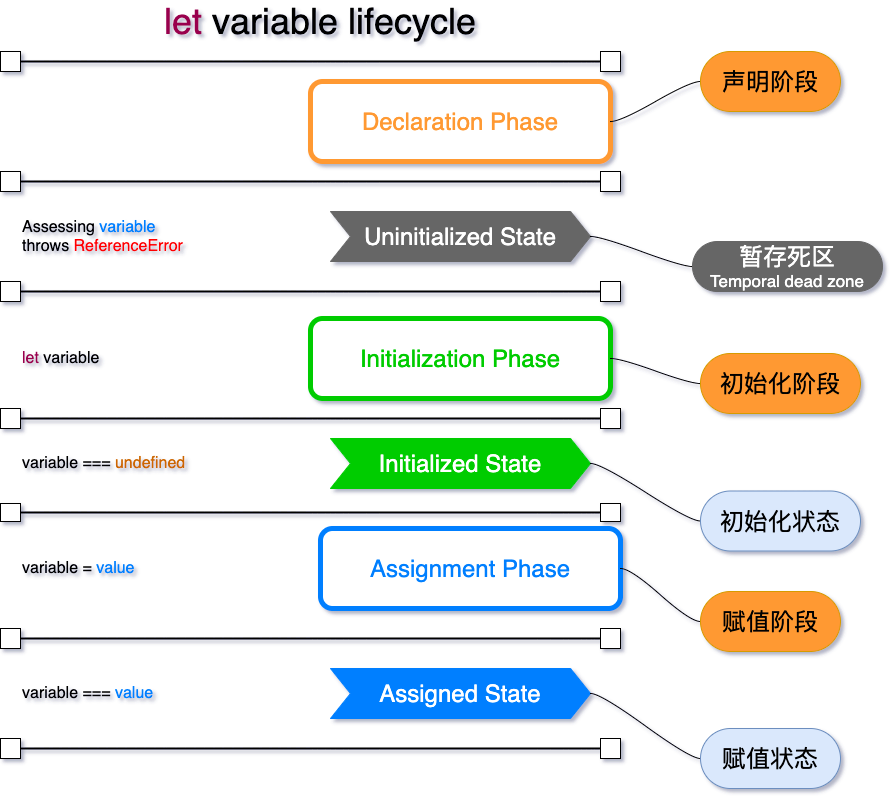 let variable lifecycle
声明阶段
Declaration Phase
Assessing variable
throws ReferenceError
Uninitialized State
暂存死区
Temporal dead zone
let variable
Initialization Phase
初始化阶段
variable === undefined
Initialized State
初始化状态
variable = value
Assignment Phase
赋值阶段
variable === value
Assigned State
赋值状态